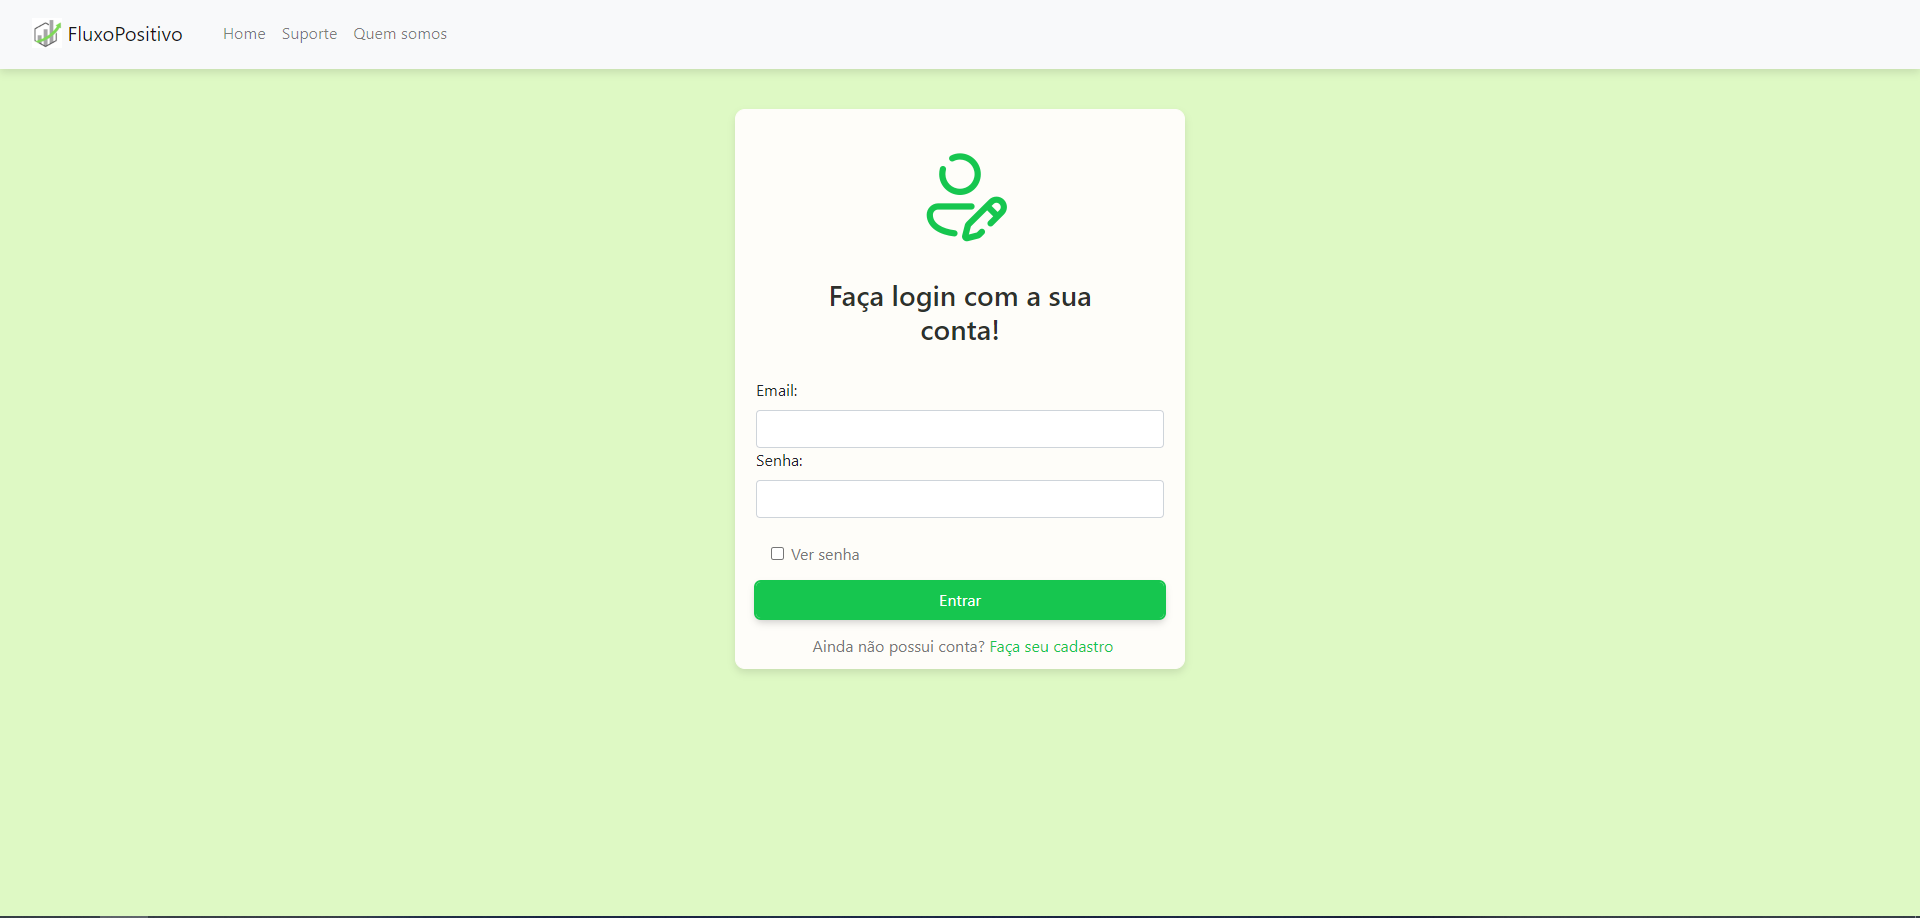 FluxoPositivo Home Suporte Quem somos
Faça login com a sua
conta!
Email:
Senha:
Ver senha
Entrar
Ainda não possui conta? Faça seu cadastro